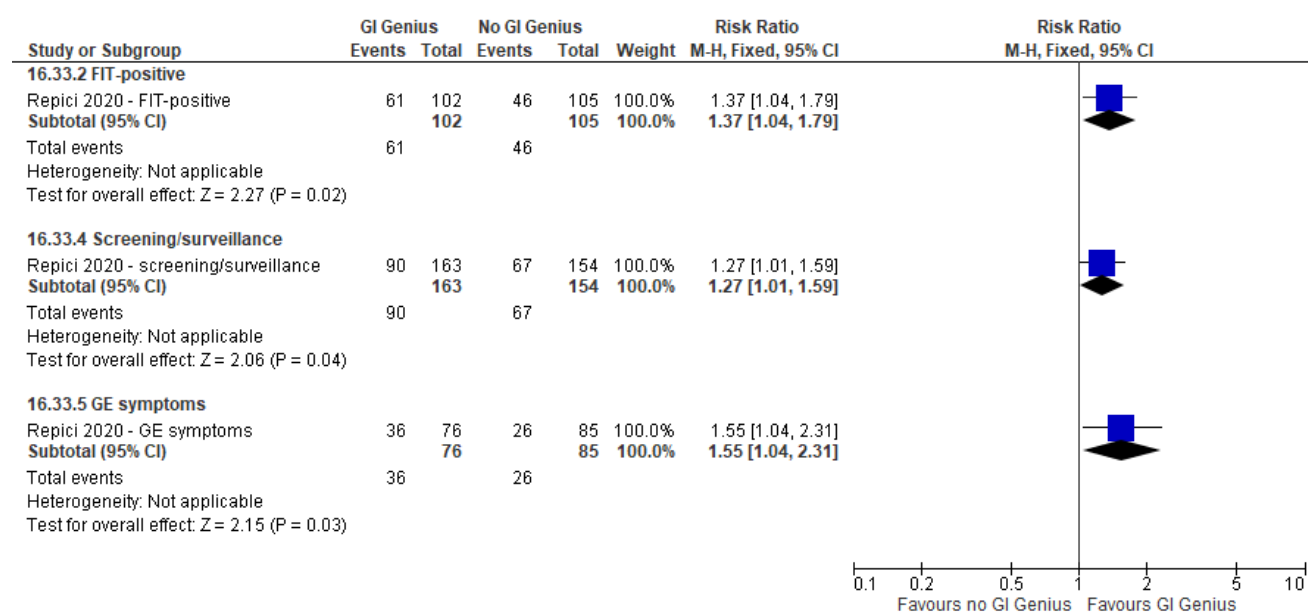 GI Genius No GI Genius Risk Ratio Risk Ratio
Study or Subgroup Events Total Events Total Weight M-H, Fixed, 95% CI M-H, Fixed, 95% CI
16.33.2 FIT-positive
Repici 2020 - FIT-positive 61 102 46 105 100.0% 1.37 [1.04, 1.79]
Subtotal (95% CI) 102 105 100.0% 1.37 [1.04, 1.79]
Total events 61 46
Heterogeneity: Not applicable
Test for overall effect: Z = 2.27 (P = 0.02)
16.33.4 Screening/surveillance
Repici 2020 - screening/surveillance 90 163 67 154 100.0% 1.27 [1.01, 1.59]
Subtotal (95% CI) 163 154 100.0% 1.27 [1.01, 1.59]
Total events 90 67
Heterogeneity: Not applicable
Test for overall effect: Z = 2.06 (P = 0.04)
16.33.5 GE symptoms
Repici 2020 - GE symptoms 36 76 26 85 100.0% 1.55 [1.04, 2.31]
Subtotal (95% CI) 76 85 100.0% 1.55 [1.04, 2.31]
Total events 36 26
Heterogeneity: Not applicable
Test for overall effect: Z = 2.15 (P = 0.03)
0.1 0.2 0.5 1 2 5 10
Favours no GI Genius Favours GI Genius